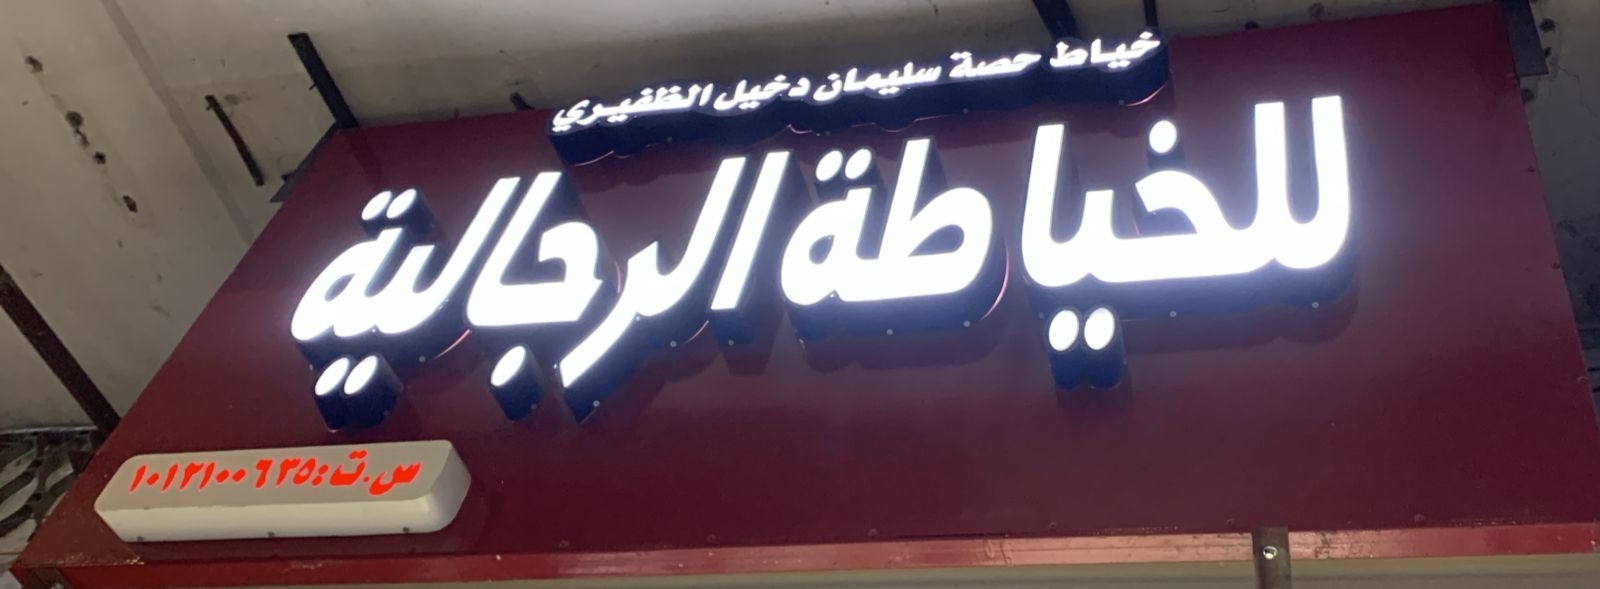 خياط حصة سليمان دخيل الظفيري
للخياطة الرجالية
س.ت:١٠١٢١٠٠٦٣٥